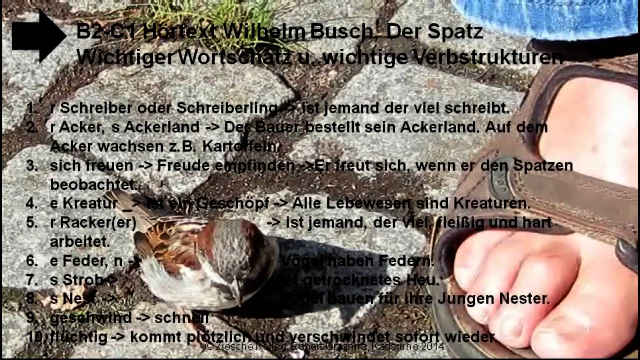 B2-C1 Hörtext Wilhelm Busch: Der Spatz
Wichtiger Wortschatz u. wichtige Verbstrukturen
1. r Schreiber oder Schreiberling -> ist jemand der viel schreibt.
2. r Acker, s Ackerland -> Der Bauer bestellt sein Ackerland. Auf dem
Acker wachsen z.B. Kartoffeln.
3. sich freuen -> Freude empfinden ->Er freut sich, wenn er den Spatzen
beobachtet.
4. e Kreatur -> ist ein Geschöpf -> Alle Lebewesen sind Kreaturen.
5. r Racker(er) -> ist jemand, der viel, fleißig und hart
arbeitet.
6. e Feder, n -> Vögel haben Federn.
7. s Stroh getrocknetes Heu.
8. s Nest -> bauen für ihre Jungen Nester.
9. geschwind -> schnell
10. flüchtig -> kommt plötzlich und verschwindet sofort wieder
2014